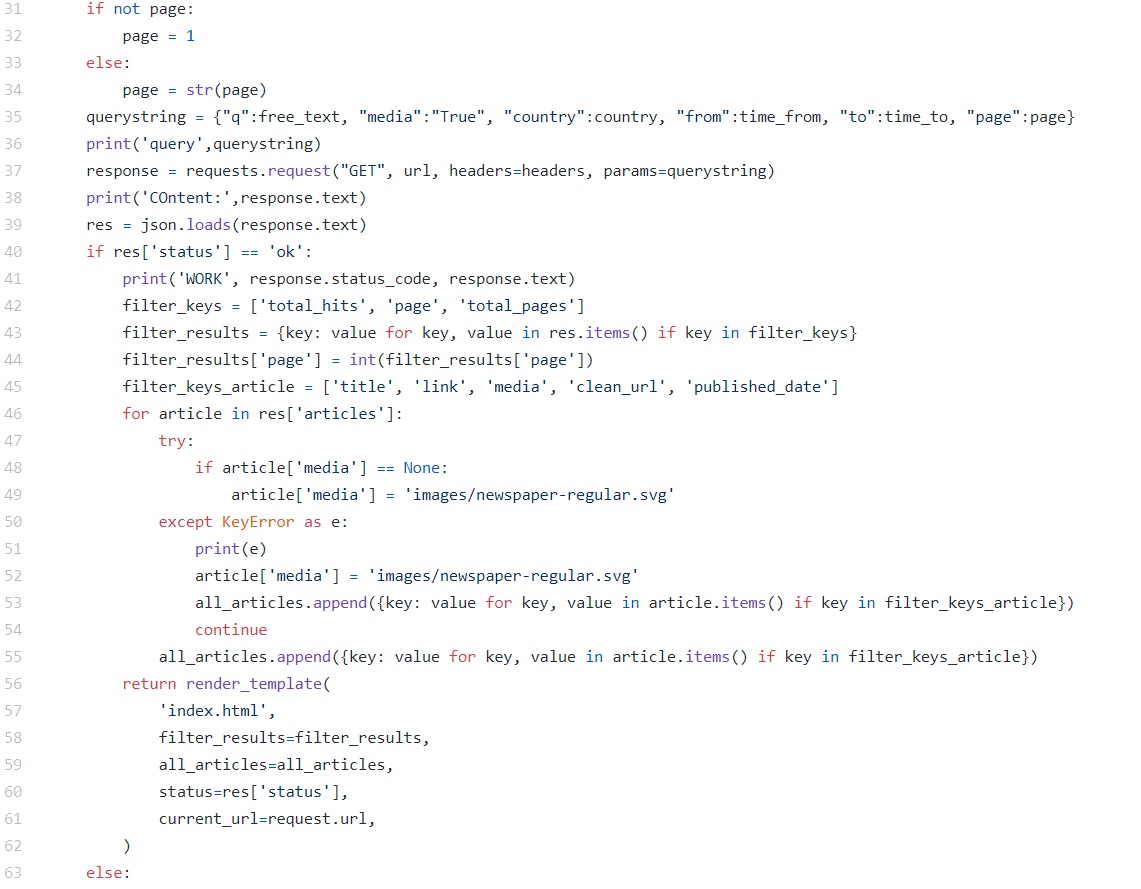 31 if not page:
32 page = 1
33 else:
34 page = str(page)
35 querystring = {"q":free_text, "media":"True", "country":country, "from":time_from, "to":time_to, "page":page}
36 print('query',querystring)
37 response = requests.request("GET", url, headers=headers, params=querystring)
38 print('COntent:',response.text)
39 res = json.loads(response.text)
40 if res['status'] == 'ok':
41 print('WORK', response.status_code, response.text)
42 filter_keys = ['total_hits', 'page', 'total_pages']
43 filter_results = {key: value for key, value in res.items() if key in filter_keys}
44 filter_results['page'] = int(filter_results['page'])
45 filter_keys_article = ['title', 'link', 'media', 'clean_url', 'published_date']
46 for article in res['articles']:
47 try:
48 if article['media'] == None:
49 article['media'] = 'images/newspaper-regular.svg'
50 except KeyError as e:
51 print(e)
52 article['media'] = 'images/newspaper-regular.svg'
53 all_articles.append({key: value for key, value in article.items() if key in filter_keys_article})
54 continue
55 all_articles.append({key: value for key, value in article.items() if key in filter_keys_article})
56 return render_template(
57 'index.html',
58 filter_results=filter_results,
59 all_articles=all_articles,
60 status=res['status'],
61 current_url=request.url,
62 )
63 else: